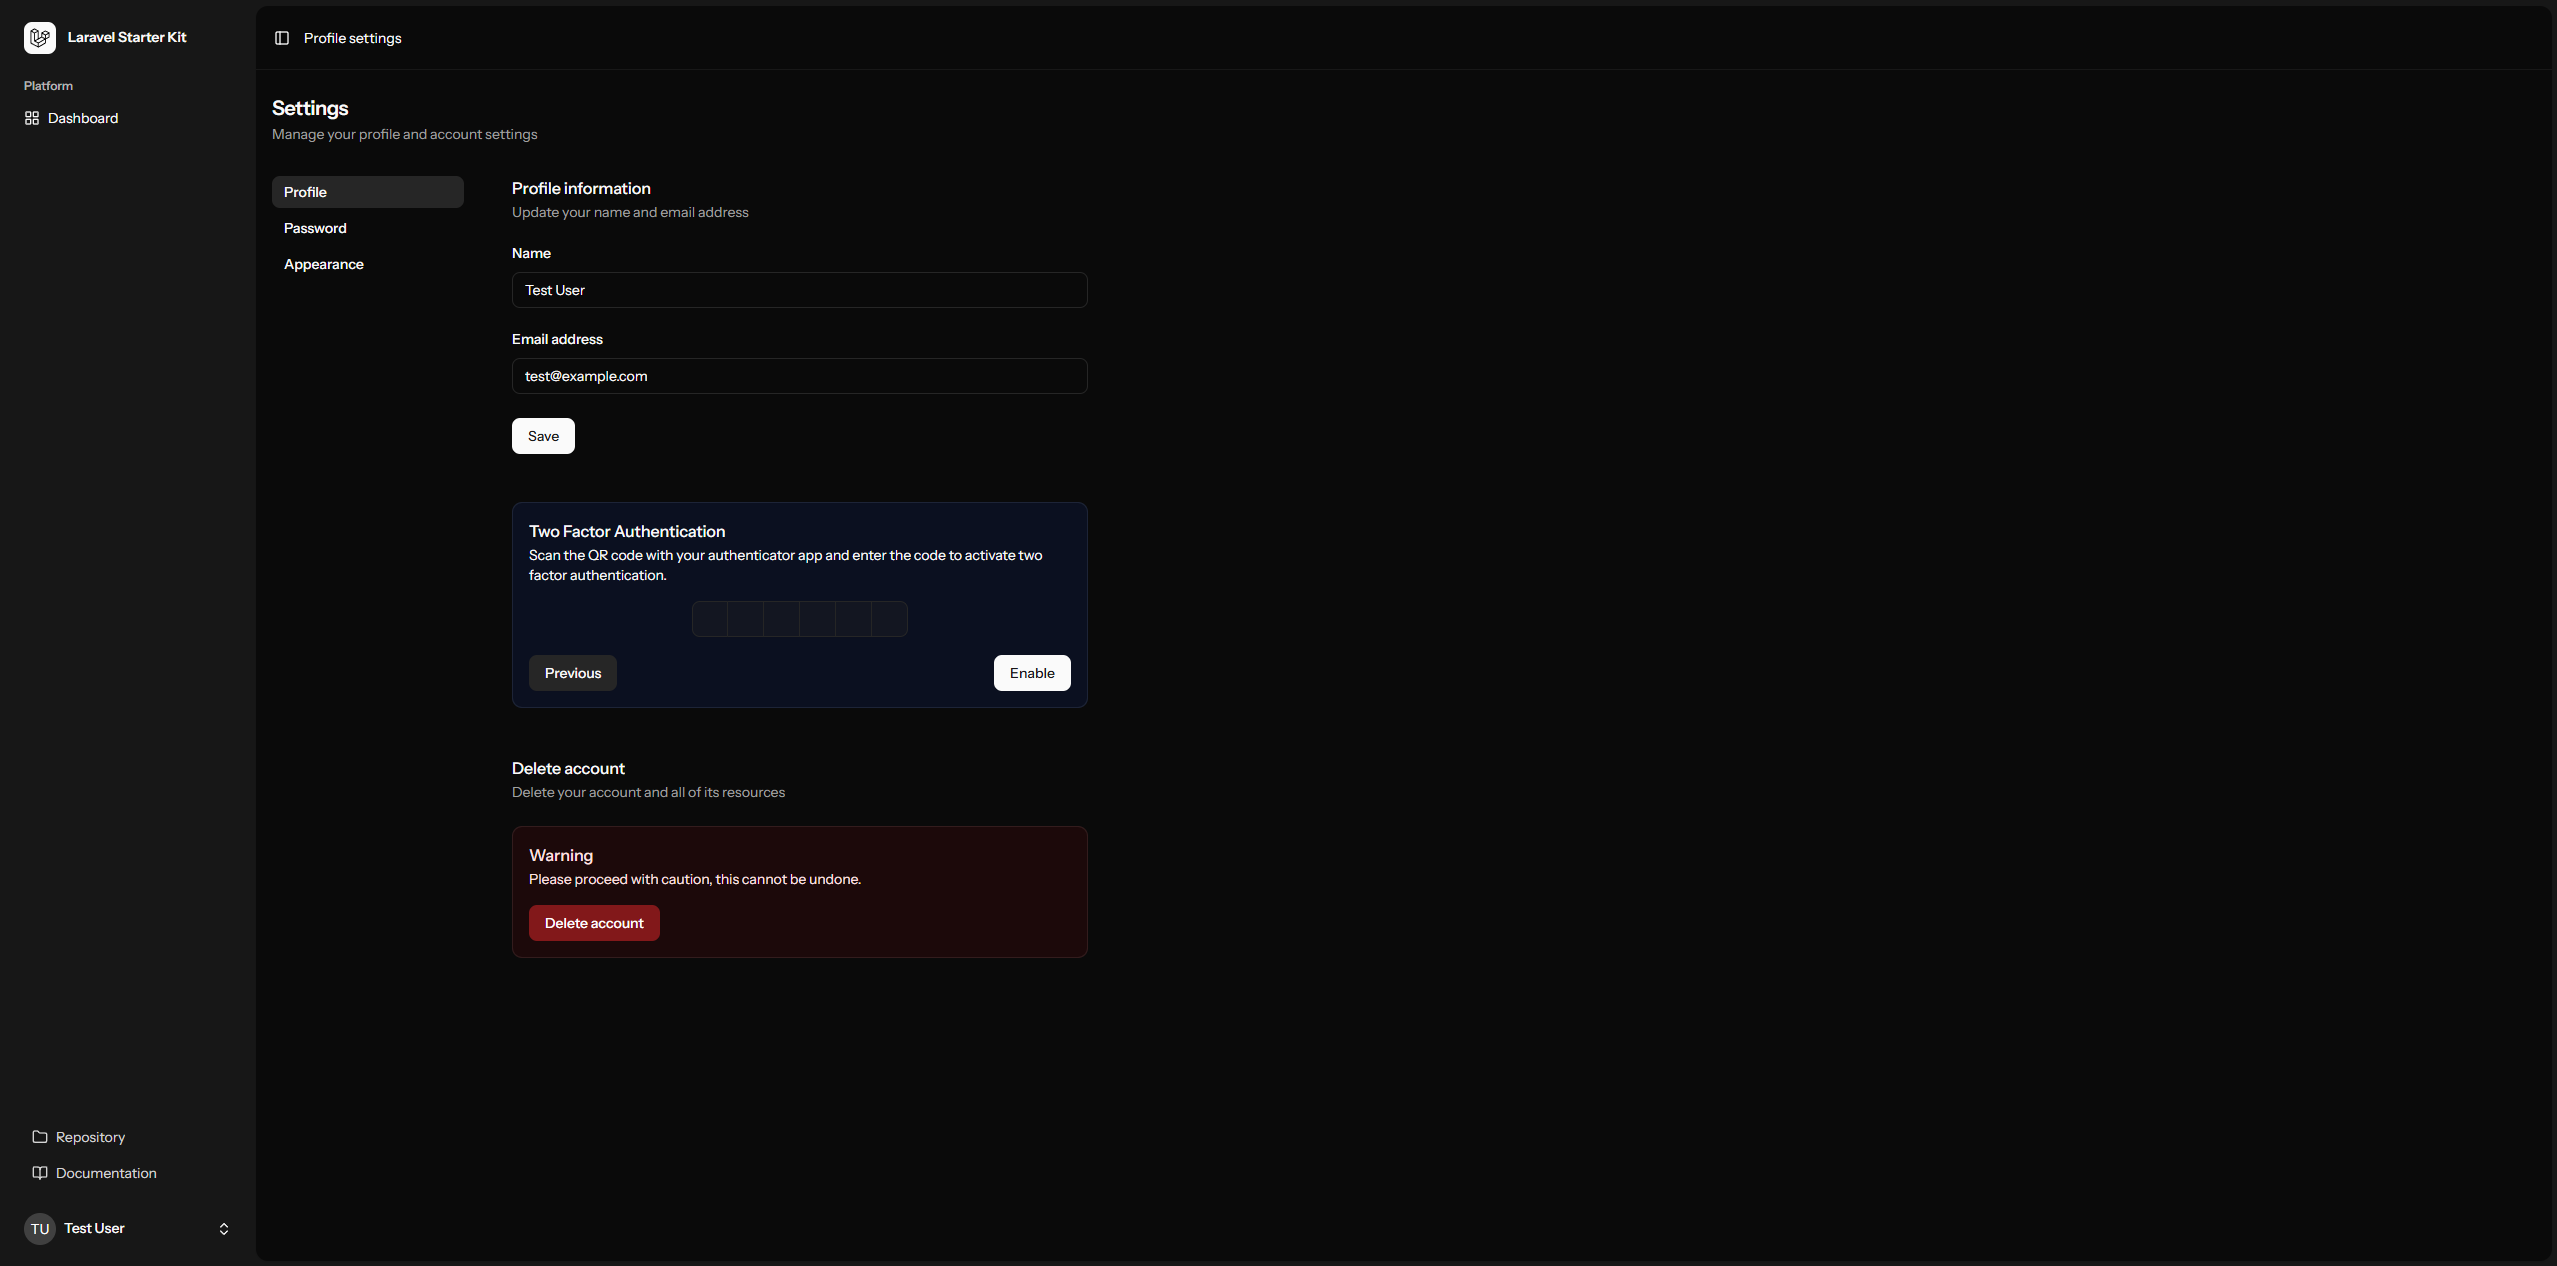 Laravel Starter Kit
Platform
Dashboard
Repository
Documentation
TU
Test User
Profile settings
Settings
Manage your profile and account settings
Profile
Password
Appearance
Profile information
Update your name and email address
Name
Test User
Email address
test@example.com
Save
Two Factor Authentication
Scan the QR code with your authenticator app and enter the code to activate two
factor authentication.
Previous
Enable
Delete account
Delete your account and all of its resources
Warning
Please proceed with caution, this cannot be undone.
Delete account